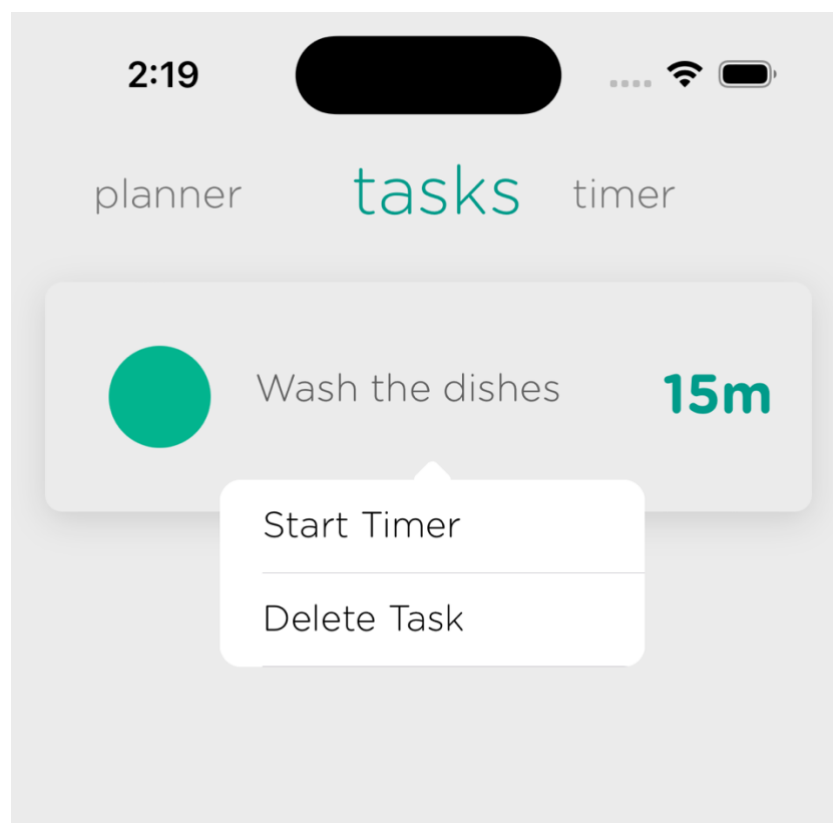 2:19
planner tasks timer
Wash the dishes 15m
Start Timer
Delete Task